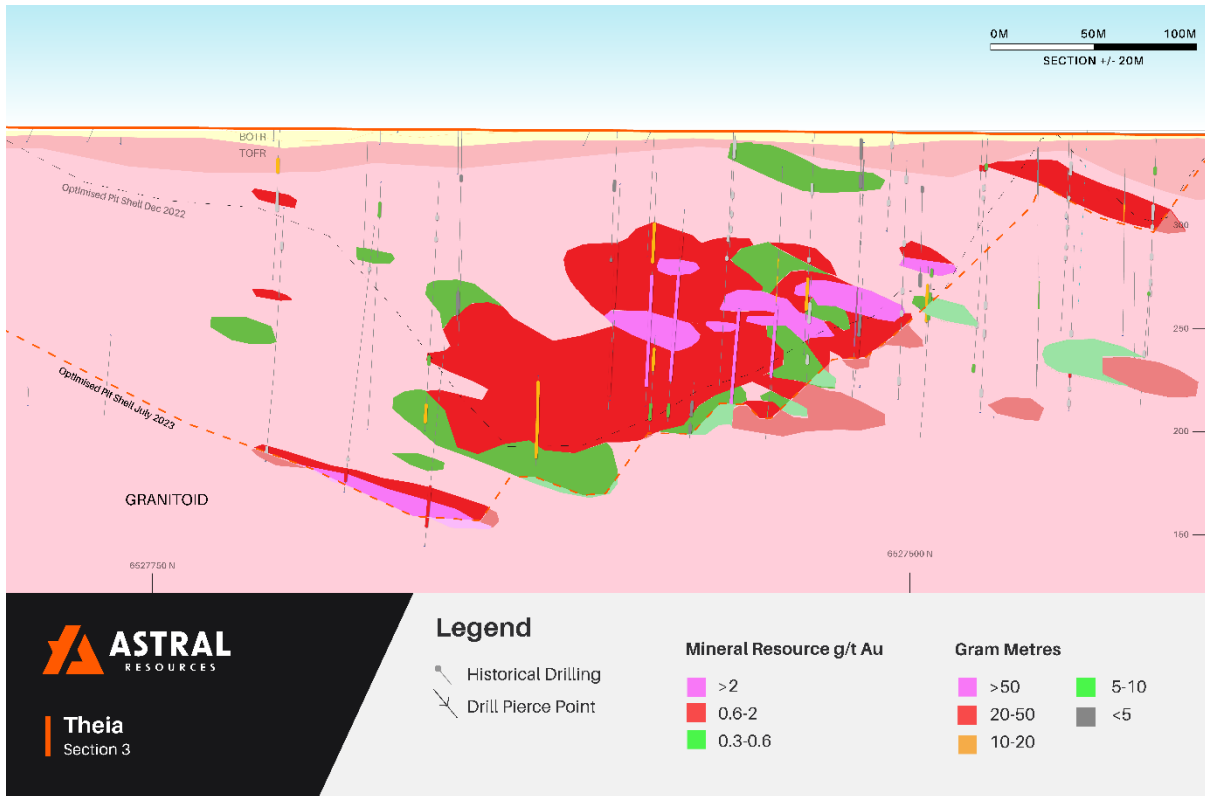 0M 50M 100M
SECTION +/- 20M
BOTR
TOFR
Optimised Pit Shell Dec 2022
300
250
Optimised Pit Shell July 2023
200
GRANITOID
150
6527750 N
6527500 N
ASTRAL
RESOURCES
Theia
Section 3
Legend
Historical Drilling
Drill Pierce Point
Mineral Resource g/t Au
>2
0.6-2
0.3-0.6
Gram Metres
>50
20-50
10-20
5-10
<5